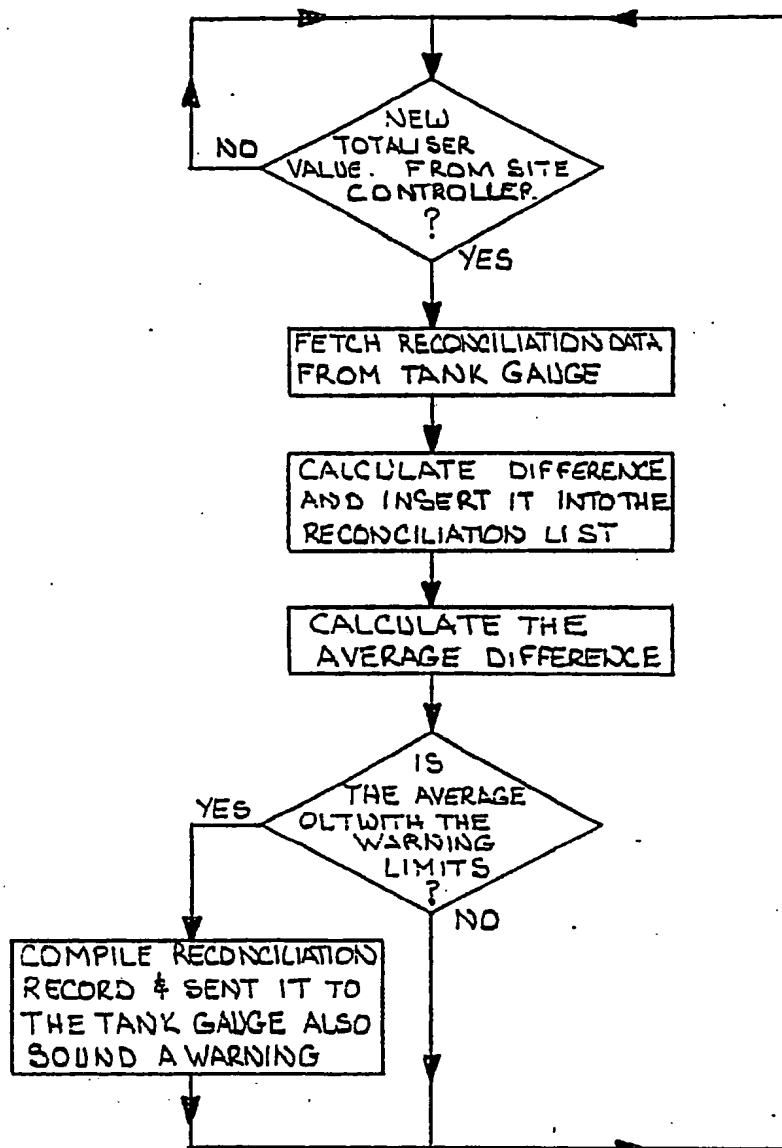 NEW
TOTALISER
VALUE. FROM SITE
CONTROLLER.
?
NO
YES
FETCH RECONCILIATION DATA
FROM TANK GAUGE
CALCULATE DIFFERENCE
AND INSERT IT INTO THE
RECONCILIATION LIST
CALCULATE THE
AVERAGE DIFFERENCE
IS
THE AVERAGE
OUTWITH THE
WARNING
LIMITS
?
YES
NO
COMPILE RECONCILIATION
RECORD & SENT IT TO
THE TANK GAUGE ALSO
SOUND A WARNING